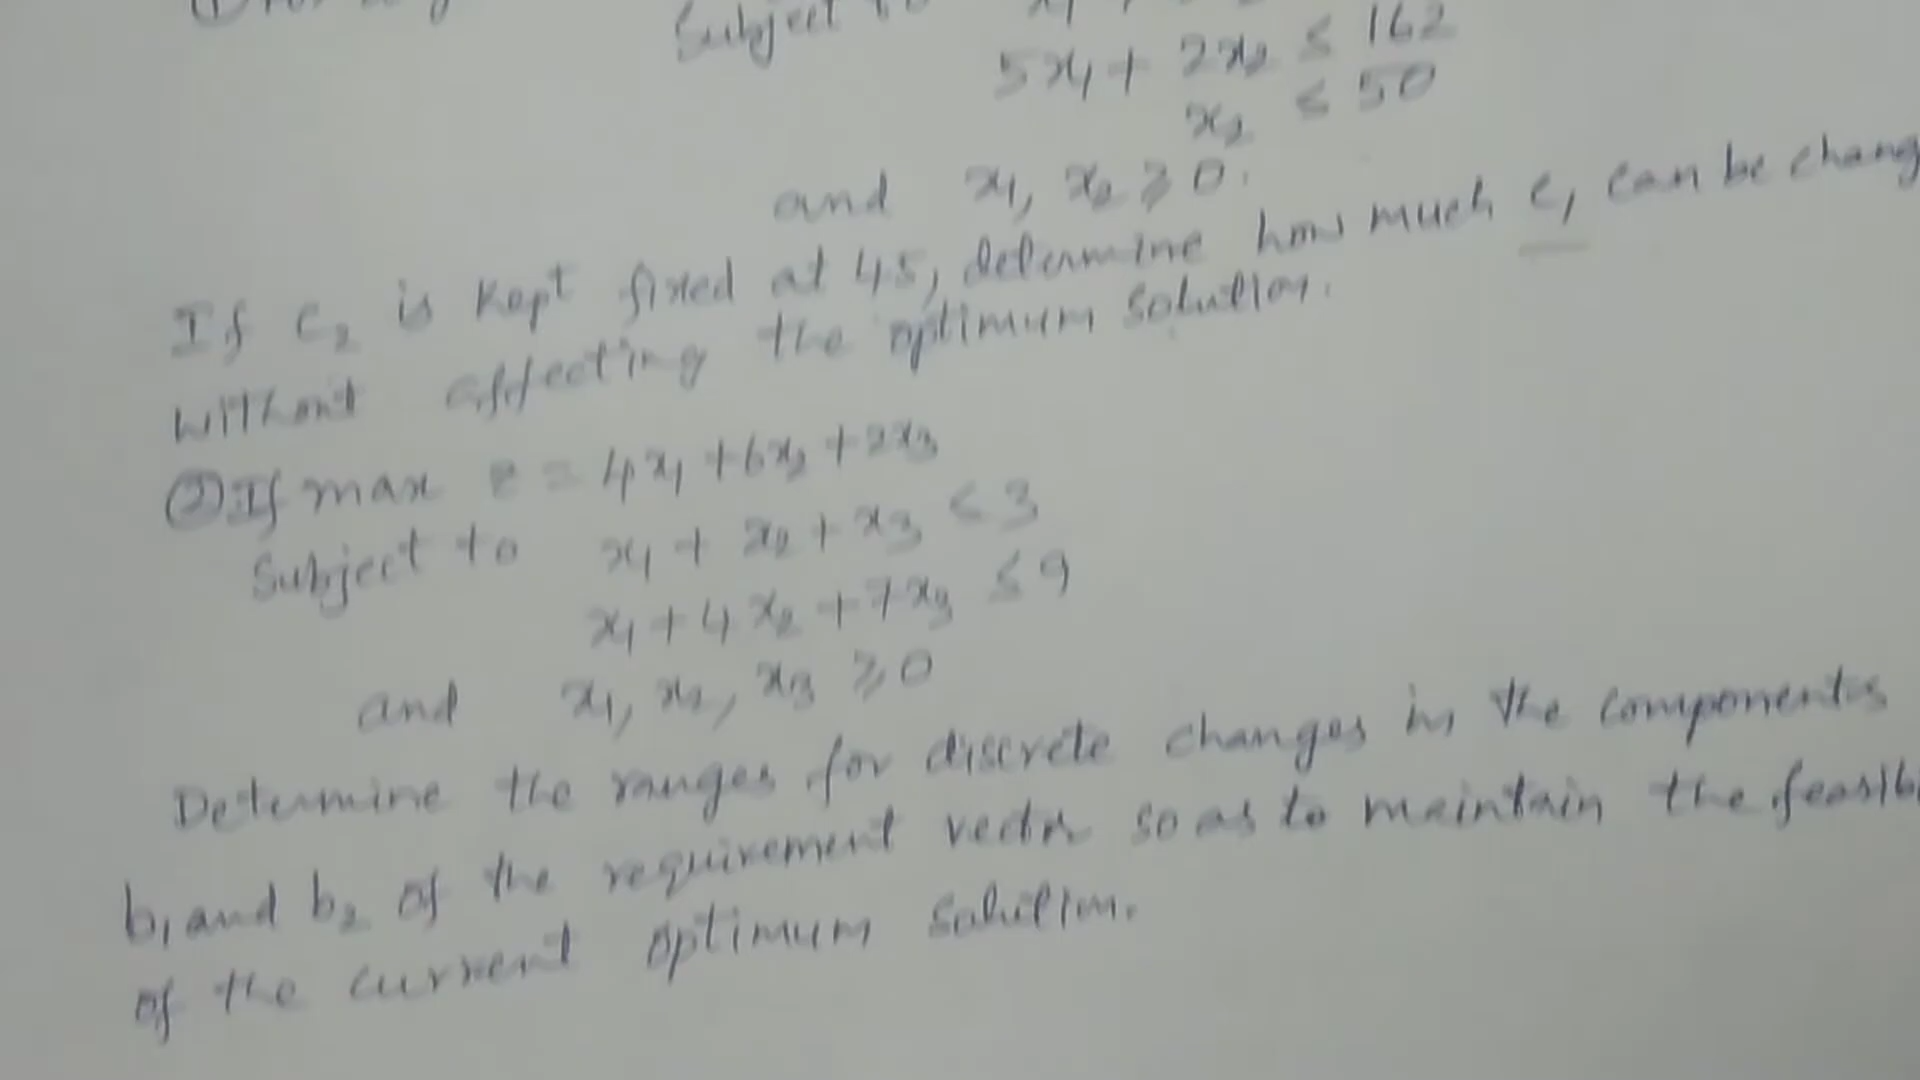 Subject to
5x₁ + 2x₂ ≤ 162
x₂ ≤ 50
and x₁, x₂ ≥ 0.
If c₂ is kept fixed at 45, determine how much c₁ can be chang
without affecting the optimum solution.
② If max z = 4x₁ + 6x₂ + 2x₃
Subject to x₁ + x₂ + x₃ ≤ 3
x₁ + 4x₂ + 7x₃ ≤ 9
and x₁, x₂, x₃ ≥ 0
Determine the ranges for discrete changes in the components
b₁ and b₂ of the requirement vector so as to maintain the feasib
of the current optimum solution.